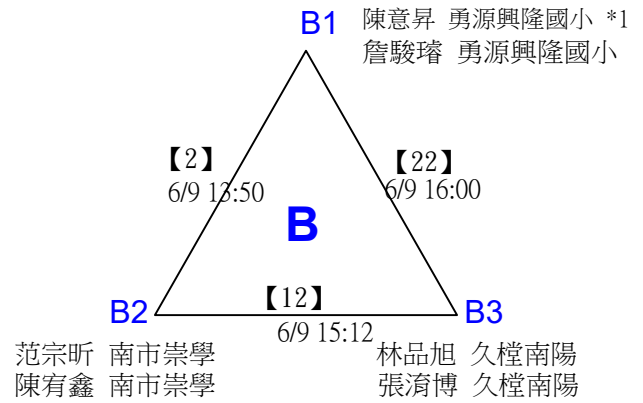 B1 陳意昇 勇源興隆國小 *1
詹駿璿 勇源興隆國小
【2】
6/9 13:50
【22】
6/9 16:00
B
【12】
6/9 15:12
B2
B3
范宗昕 南市崇學
陳宥鑫 南市崇學
林品旭 久樘南陽
張淯博 久樘南陽